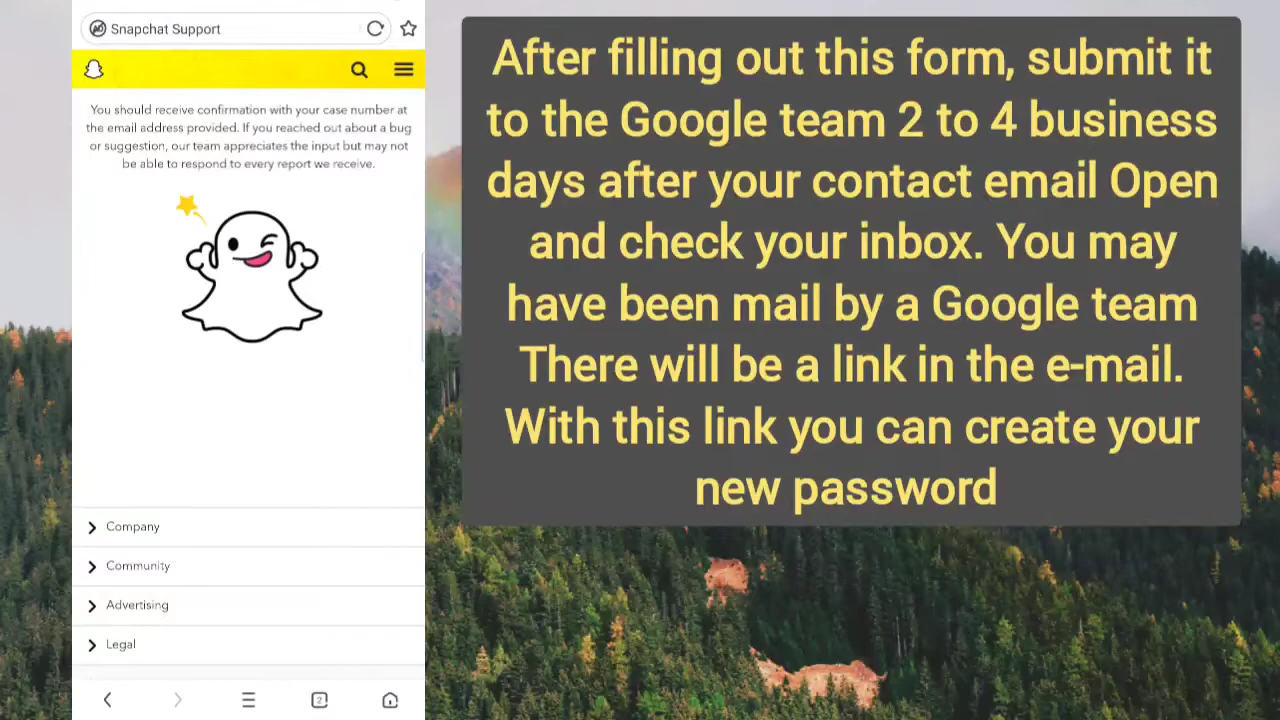 Snapchat Support
You should receive confirmation with your case number at
the email address provided. If you reached out about a bug
or suggestion, our team appreciates the input but may not
be able to respond to every report we receive.
Company
Community
Advertising
Legal
2
After filling out this form, submit it
to the Google team 2 to 4 business
days after your contact email Open
and check your inbox. You may
have been mail by a Google team
There will be a link in the e-mail.
With this link you can create your
new password